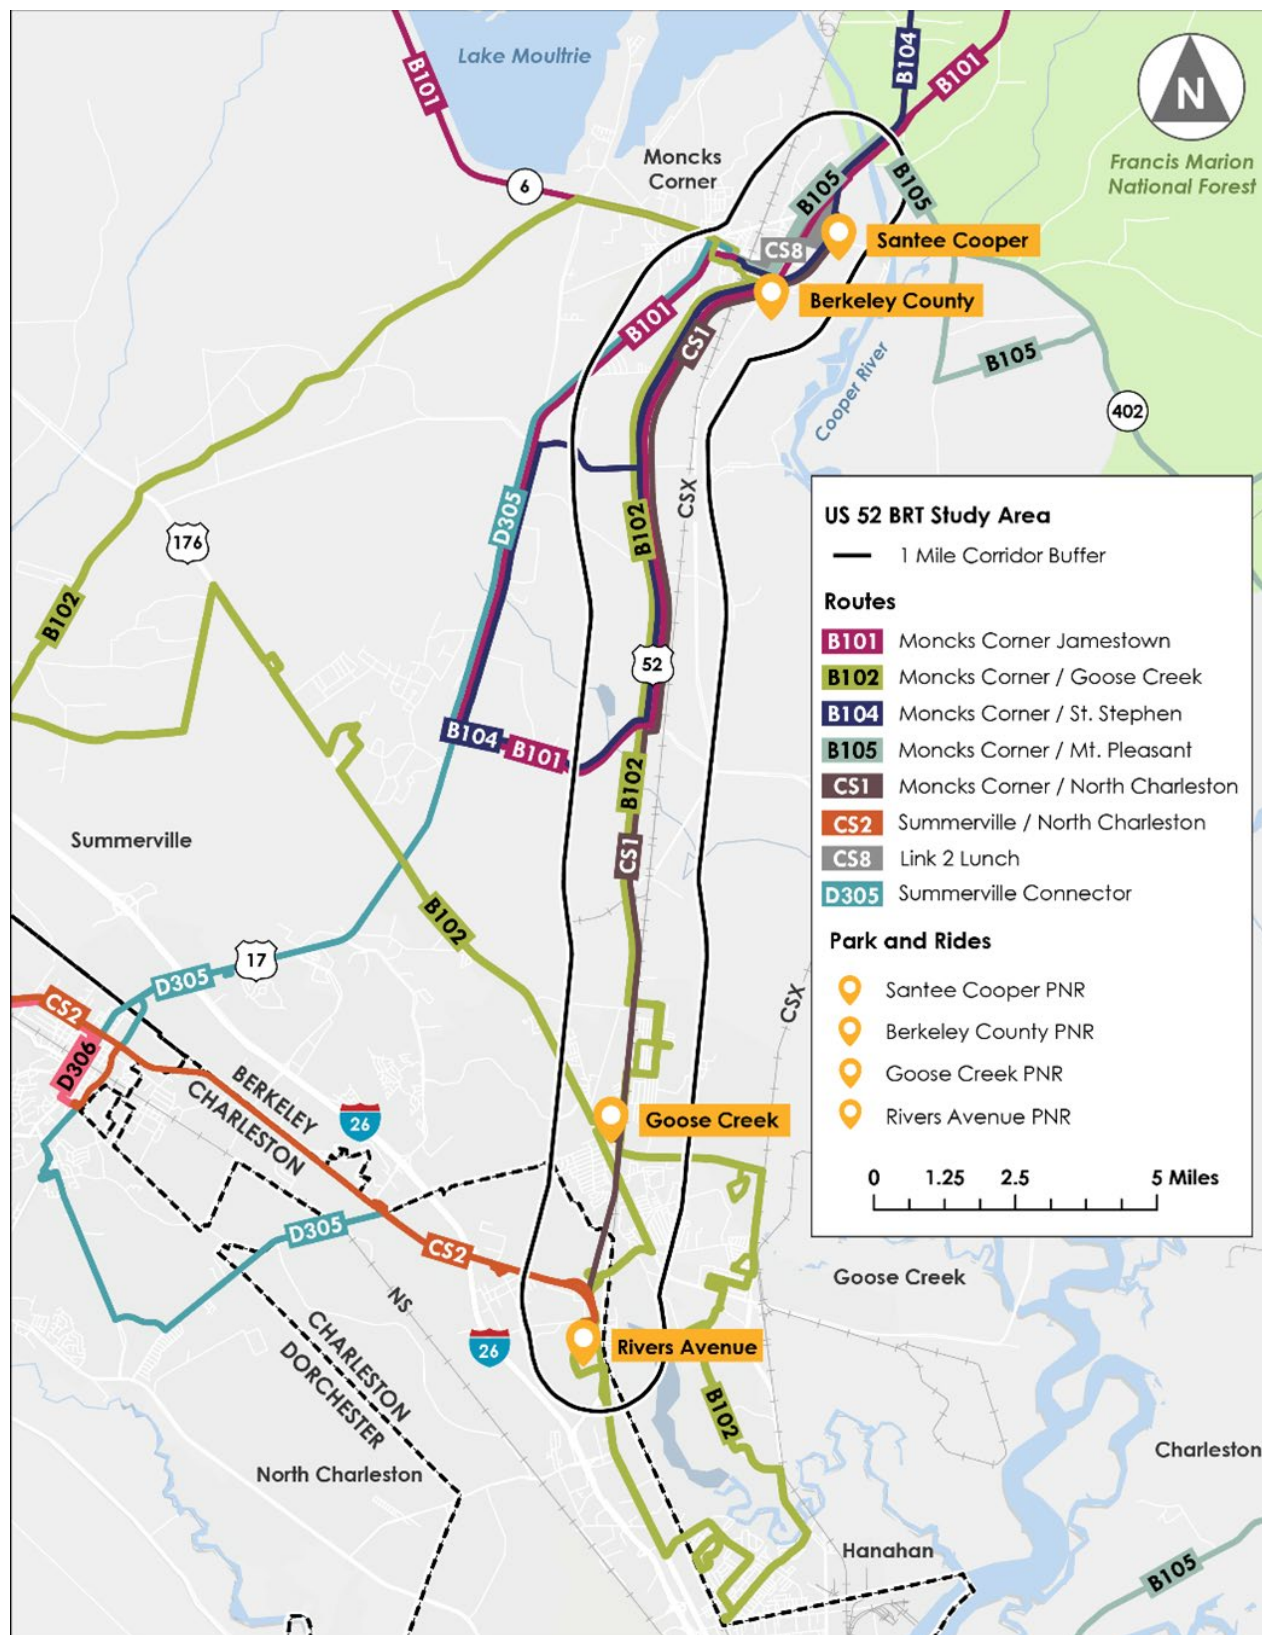 B104
B101
B101
Lake Moultrie
N
Moncks
Corner
Francis Marion
National Forest
6
B105
B105
CS8
Santee Cooper
Berkeley County
B101
CS1
B105
Cooper River
402
D305
CSX
B102
176
B102
52
B104
B101
B102
CS1
Summerville
B102
17
D305
CS2
D306
CSX
BERKELEY
CHARLESTON
26
Goose Creek
D305
CS2
NS
Goose Creek
CHARLESTON
DORCHESTER
26
Rivers Avenue
B102
North Charleston
Charleston
Hanahan
B105
US 52 BRT Study Area
1 Mile Corridor Buffer
Routes
B101 Moncks Corner Jamestown
B102 Moncks Corner / Goose Creek
B104 Moncks Corner / St. Stephen
B105 Moncks Corner / Mt. Pleasant
CS1 Moncks Corner / North Charleston
CS2 Summerville / North Charleston
CS8 Link 2 Lunch
D305 Summerville Connector
Park and Rides
Santee Cooper PNR
Berkeley County PNR
Goose Creek PNR
Rivers Avenue PNR
0 1.25 2.5 5 Miles